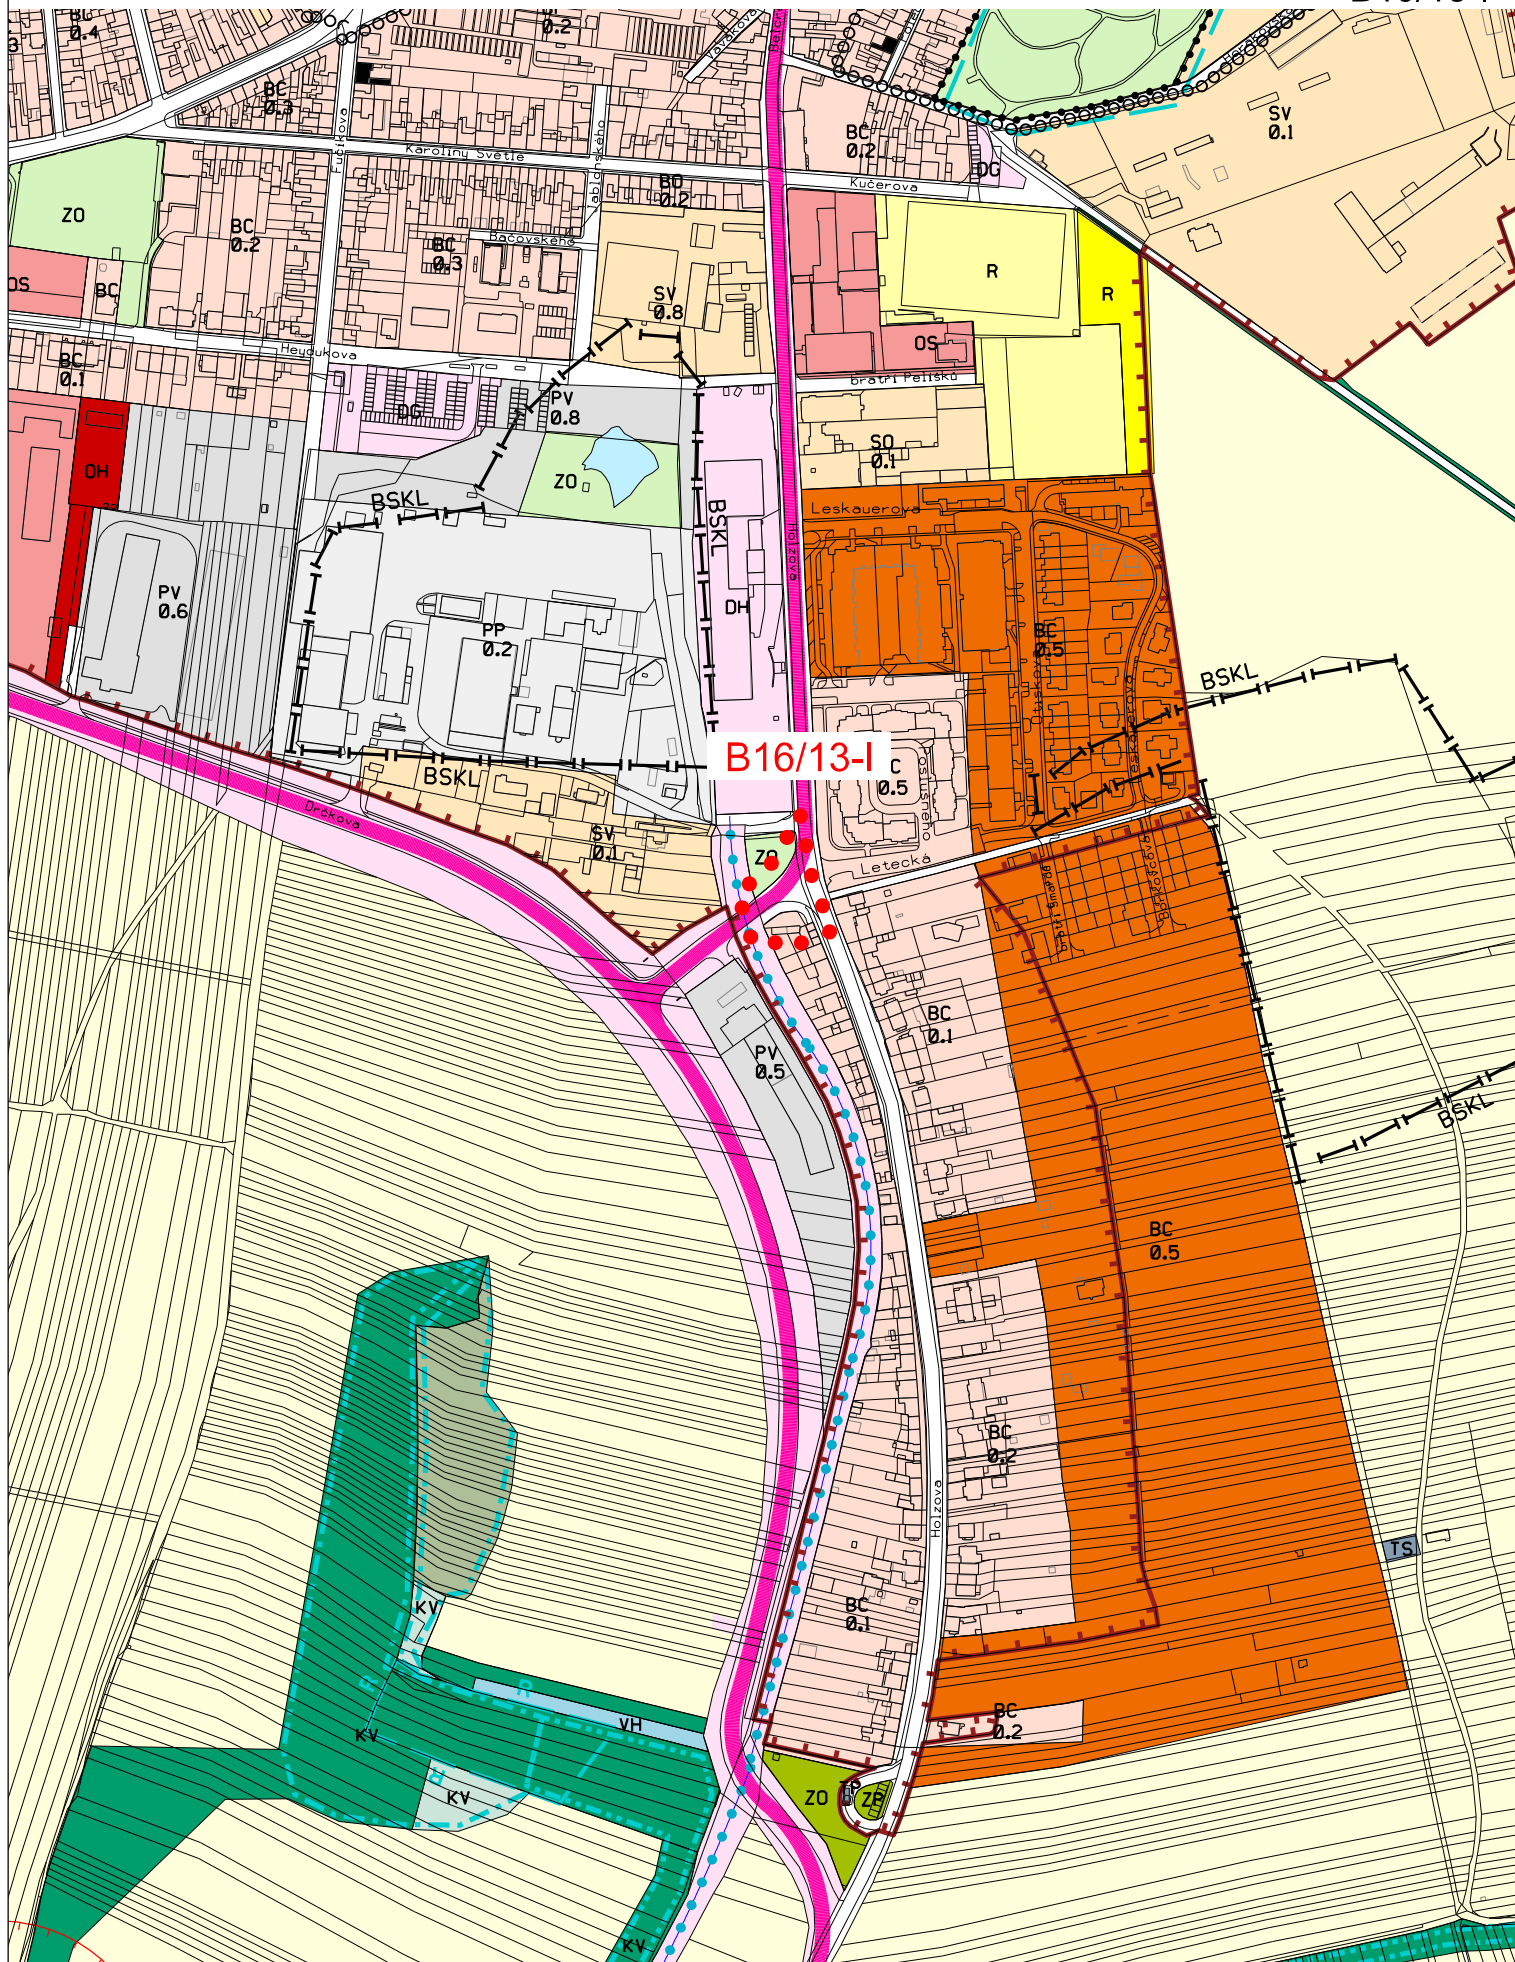 BC
0.4
0.2
BC
0.3
Fučíkova
Karolíny Světlé
Jablonského
BO
0.2
BC
0.2
Kučerova
DG
SV
0.1
ZO
BC
0.2
BC
0.3
Bačovského
OS
BC
SV
0.8
R
R
OS
bratří Pelíšků
Heydukova
BC
0.1
DG
PV
0.8
SO
0.1
OH
ZO
BSKL
BSKL
Holzova
Leskauerova
PV
0.6
PP
0.2
DH
BC
0.5
Leskauerova
BSKL
B16/13-I
0.5
BSKL
Drčkova
SV
0.1
ZO
Letecká
BC
0.1
PV
0.5
BSKL
BC
0.5
BC
0.2
Holzova
TS
KV
BC
0.1
R
VH
BC
0.2
KV
R
KV
ZO
TP
ZP
KV